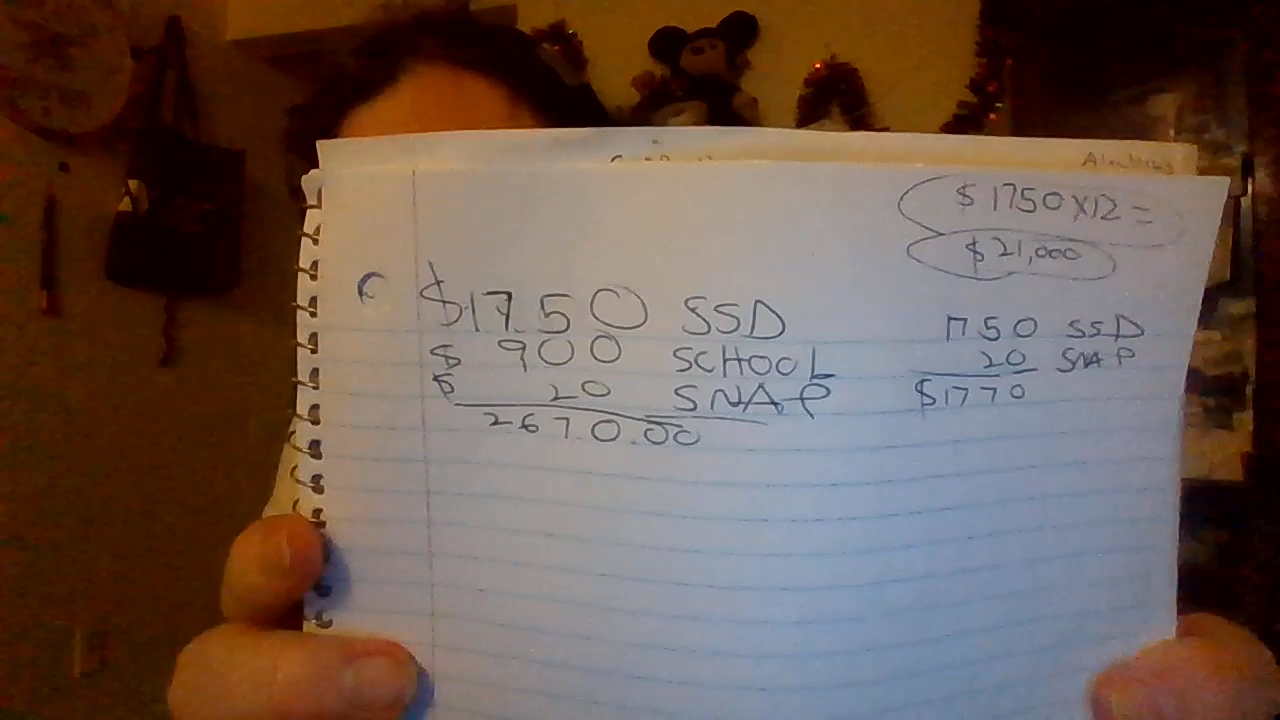 $ 1750 X12 =
$ 21,000
$1750 SSD
$ 900 SCHOOL
$ 20 SNAP
2670.00
1750 SSD
20 SNAP
$1770